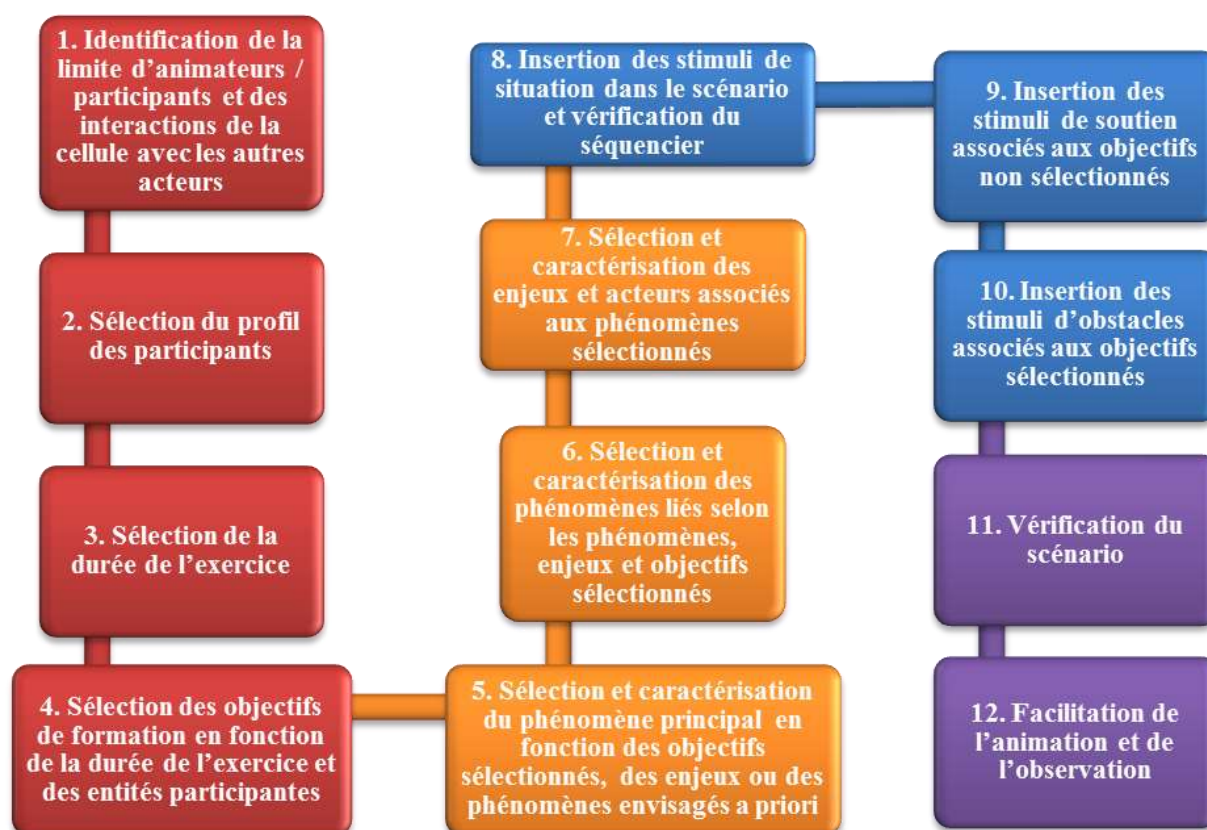 1. Identification de la
limite d’animateurs /
participants et des
interactions de la
cellule avec les autres
acteurs
2. Sélection du profil
des participants
3. Sélection de la
durée de l’exercice
4. Sélection des objectifs
de formation en fonction
de la durée de l’exercice et
des entités participantes
5. Sélection et caractérisation
du phénomène principal en
fonction des objectifs
sélectionnés, des enjeux ou des
phénomènes envisagés a priori
6. Sélection et
caractérisation des
phénomènes liés selon
les phénomènes,
enjeux et objectifs
sélectionnés
7. Sélection et
caractérisation des
enjeux et acteurs associés
aux phénomènes
sélectionnés
8. Insertion des stimuli de
situation dans le scénario
et vérification du
séquencier
9. Insertion des
stimuli de soutien
associés aux objectifs
non sélectionnés
10. Insertion des
stimuli d’obstacles
associés aux objectifs
sélectionnés
11. Vérification du
scénario
12. Facilitation de
l’animation et de
l’observation